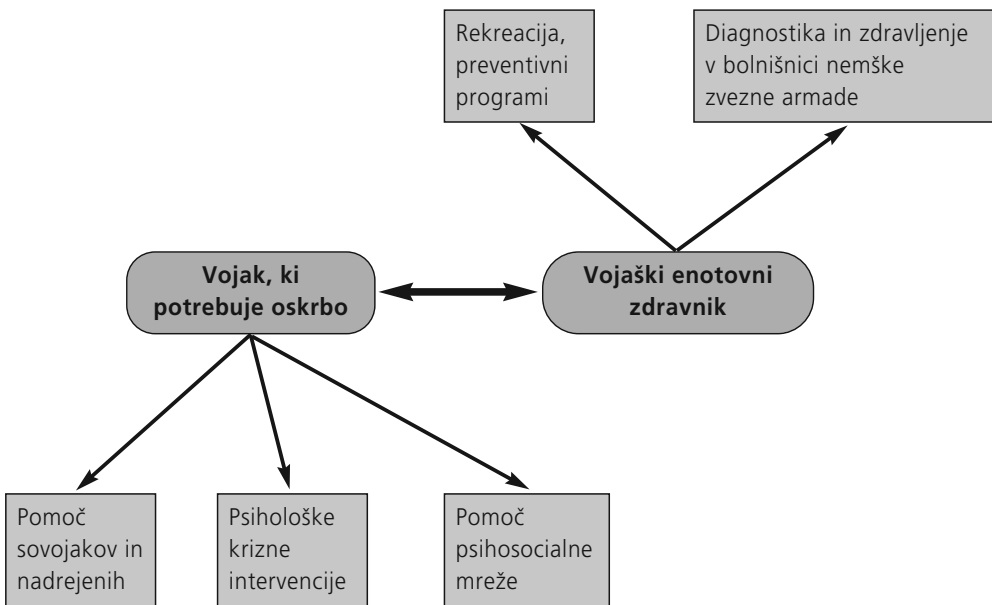 Rekreacija,
preventivni
programi
Diagnostika in zdravljenje
v bolnišnici nemške
zvezne armade
Vojak, ki
potrebuje oskrbo
Vojaški enotovni
zdravnik
Pomoč
sovojakov in
nadrejenih
Psihološke
krizne
intervencije
Pomoč
psihosocialne
mreže